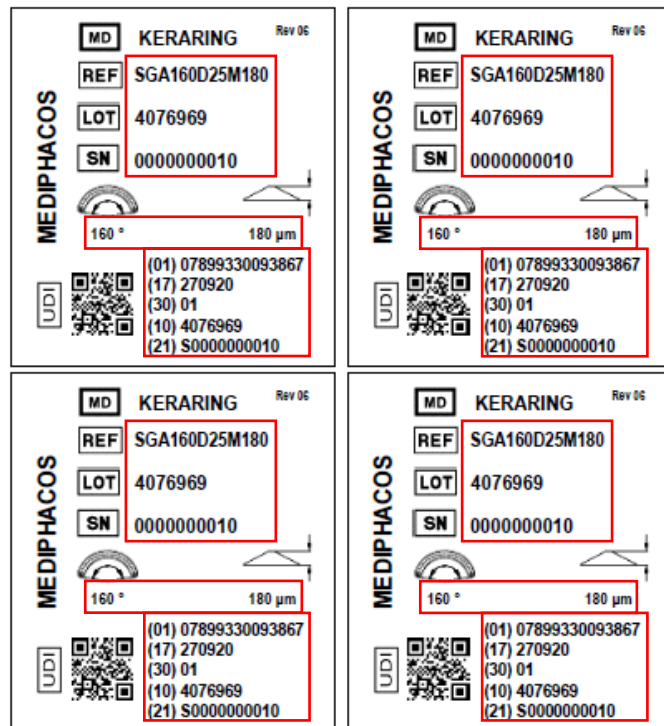 MD KERARING Rev 06
REF SGA160D25M180
LOT 4076969
SN 0000000010
MEDIPHACOS
160 ° 180 µm
UDI
(01) 07899330093867
(17) 270920
(30) 01
(10) 4076969
(21) S0000000010
MD KERARING Rev 06
REF SGA160D25M180
LOT 4076969
SN 0000000010
MEDIPHACOS
160 ° 180 µm
UDI
(01) 07899330093867
(17) 270920
(30) 01
(10) 4076969
(21) S0000000010
MD KERARING Rev 06
REF SGA160D25M180
LOT 4076969
SN 0000000010
MEDIPHACOS
160 ° 180 µm
UDI
(01) 07899330093867
(17) 270920
(30) 01
(10) 4076969
(21) S0000000010
MD KERARING Rev 06
REF SGA160D25M180
LOT 4076969
SN 0000000010
MEDIPHACOS
160 ° 180 µm
UDI
(01) 07899330093867
(17) 270920
(30) 01
(10) 4076969
(21) S0000000010